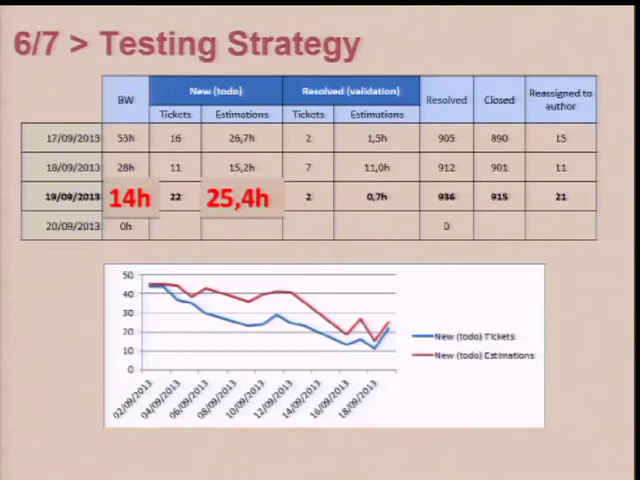 6/7 > Testing Strategy
BW New (todo) Resolved (validation) Resolved Closed Reassigned to author
Tickets Estimations Tickets Estimations
17/09/2013 53h 16 26,7h 2 1,5h 905 890 15
18/09/2013 28h 11 15,2h 7 11,0h 912 901 11
19/09/2013 14h 22 25,4h 2 0,7h 936 915 21
20/09/2013 0h 0
50
40
30
20
10
0
New (todo) Tickets
New (todo) Estimations
02/09/2013 04/09/2013 06/09/2013 08/09/2013 10/09/2013 12/09/2013 14/09/2013 16/09/2013 18/09/2013